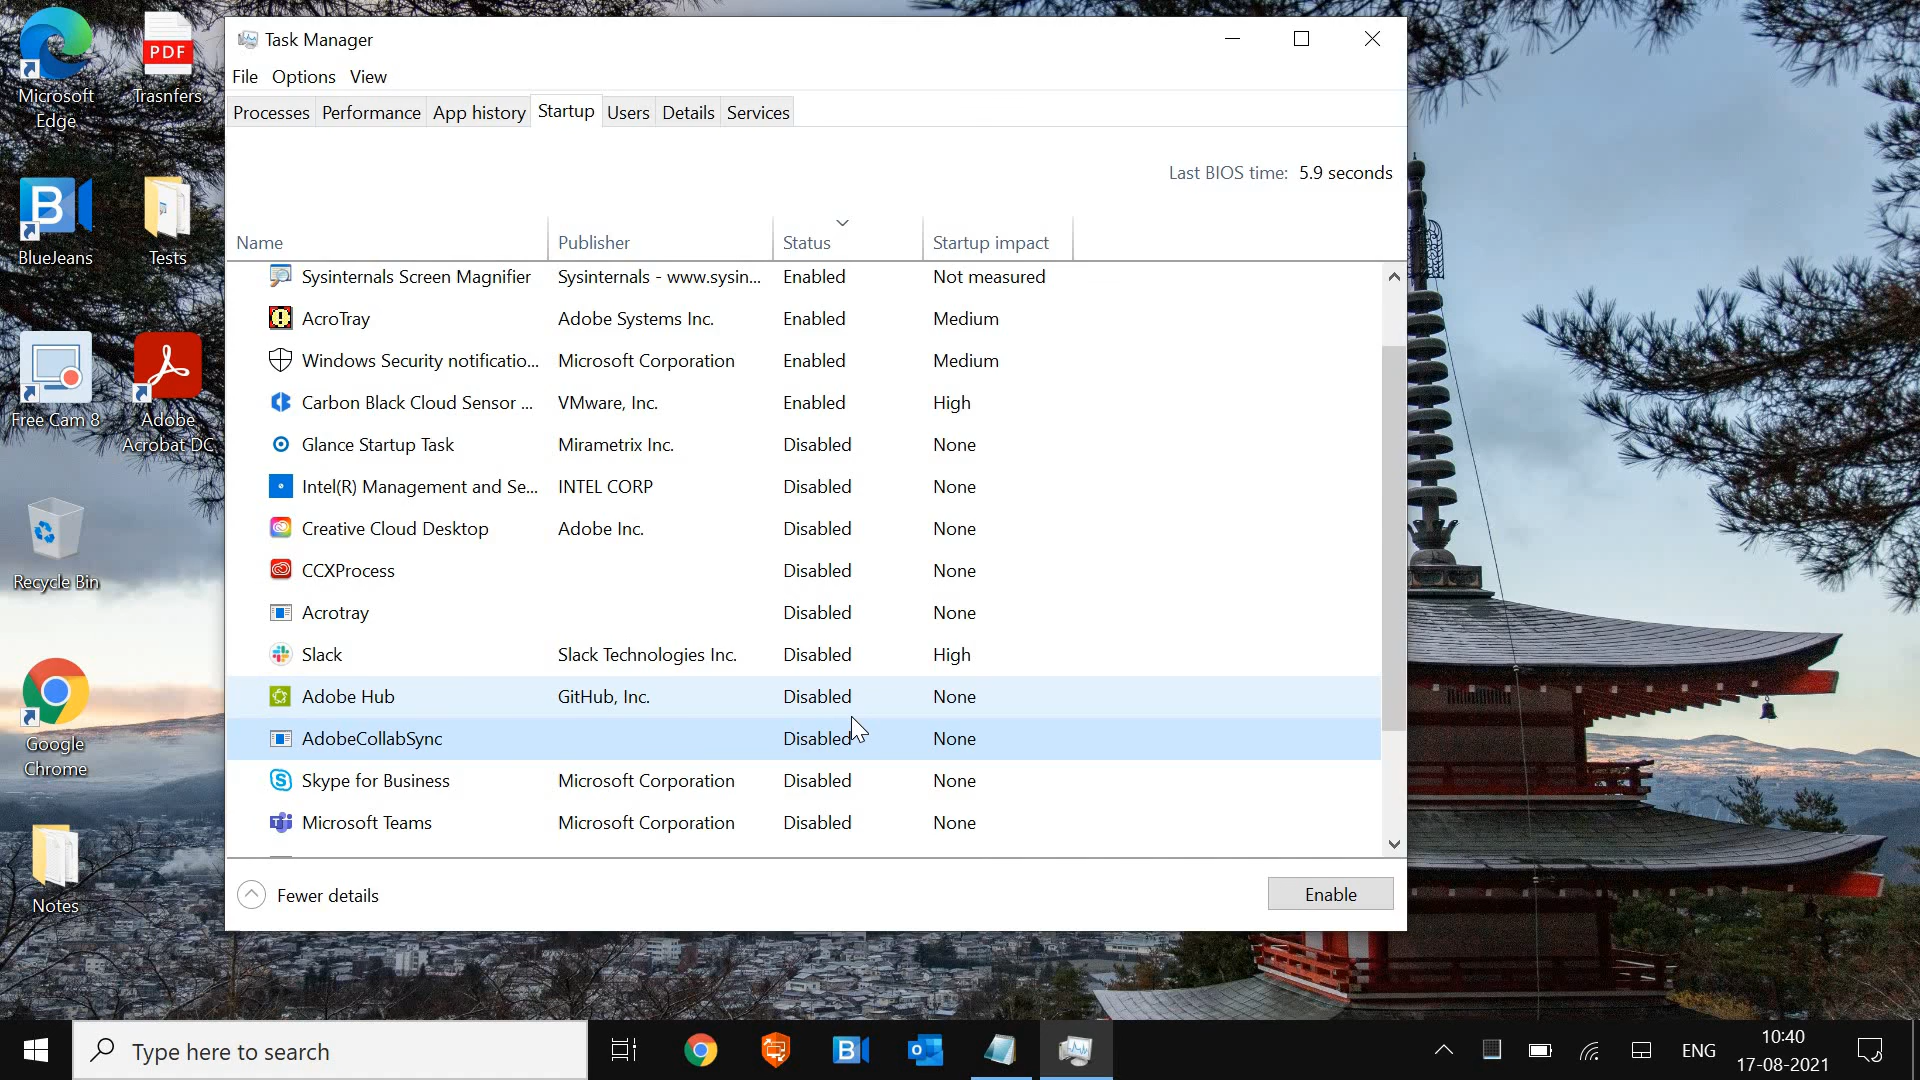 Microsoft
Edge
PDF
Trasnfers
B
BlueJeans
Tests
Free Cam 8
Adobe
Acrobat DC
Recycle Bin
Google
Chrome
Notes
Task Manager
File Options View
Processes Performance App history Startup Users Details Services
Last BIOS time: 5.9 seconds
Name Publisher Status Startup impact
Sysinternals Screen Magnifier Sysinternals - www.sysin... Enabled Not measured
AcroTray Adobe Systems Inc. Enabled Medium
Windows Security notificatio... Microsoft Corporation Enabled Medium
Carbon Black Cloud Sensor ... VMware, Inc. Enabled High
Glance Startup Task Mirametrix Inc. Disabled None
Intel(R) Management and Se... INTEL CORP Disabled None
Creative Cloud Desktop Adobe Inc. Disabled None
CCXProcess Disabled None
Acrotray Disabled None
Slack Slack Technologies Inc. Disabled High
Adobe Hub GitHub, Inc. Disabled None
AdobeCollabSync Disabled None
Skype for Business Microsoft Corporation Disabled None
Microsoft Teams Microsoft Corporation Disabled None
Fewer details
Enable
Type here to search
ENG
10:40
17-08-2021